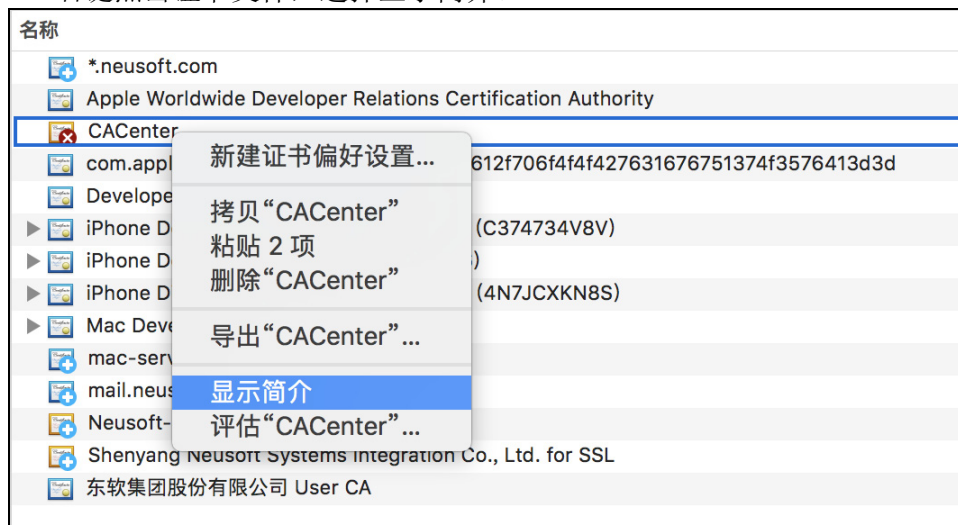 名称
*.neusoft.com
Apple Worldwide Developer Relations Certification Authority
CACenter
新建证书偏好设置...
com.appl 612f706f4f4f427631676751374f3576413d3d
Develope
拷贝“CACenter”
iPhone D (C374734V8V)
粘贴 2 项
iPhone D )
删除“CACenter”
iPhone D (4N7JCXKN8S)
Mac Deve
导出“CACenter”...
mac-serv
mail.neus
显示简介
Neusoft-
评估“CACenter”...
Shenyang Neusoft Systems Integration Co., Ltd. for SSL
东软集团股份有限公司 User CA